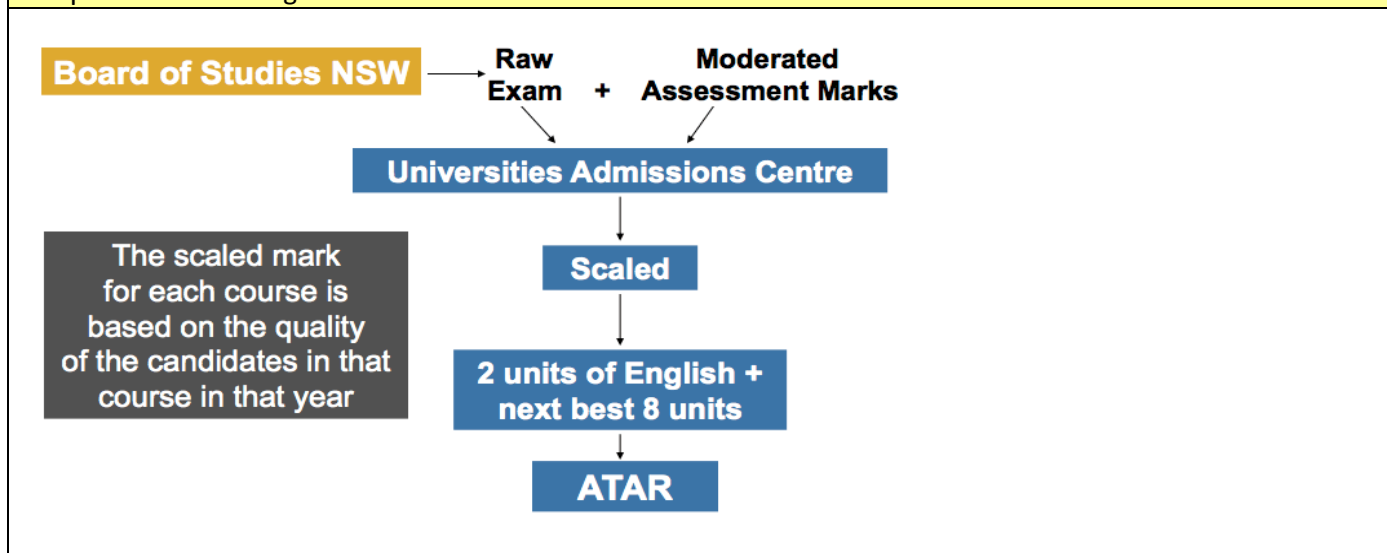 Board of Studies NSW
Raw
Exam
+
Moderated
Assessment Marks
Universities Admissions Centre
Scaled
The scaled mark
for each course is
based on the quality
of the candidates in that
course in that year
2 units of English +
next best 8 units
ATAR